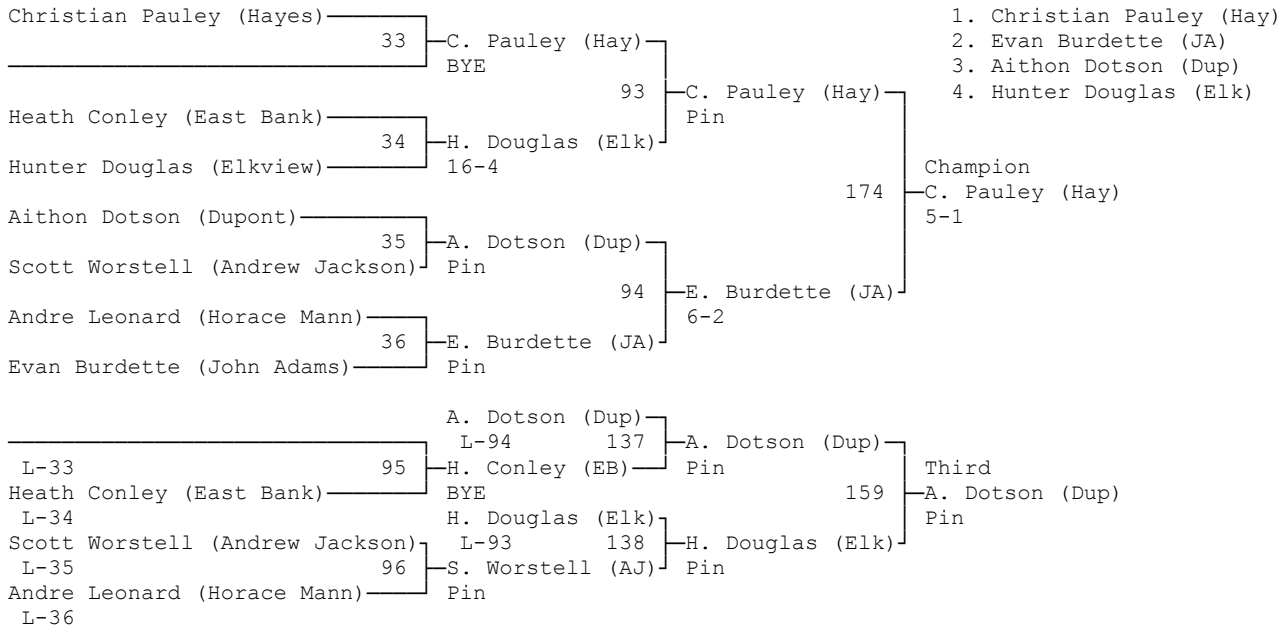 Christian Pauley (Hayes) 1. Christian Pauley (Hay)
33 C. Pauley (Hay) 2. Evan Burdette (JA)
BYE 3. Aithon Dotson (Dup)
93 C. Pauley (Hay) 4. Hunter Douglas (Elk)
Heath Conley (East Bank) Pin
34 H. Douglas (Elk)
Hunter Douglas (Elkview) 16-4 Champion
174 C. Pauley (Hay)
Aithon Dotson (Dupont) 5-1
35 A. Dotson (Dup)
Scott Worstell (Andrew Jackson) Pin
94 E. Burdette (JA)
Andre Leonard (Horace Mann) 6-2
36 E. Burdette (JA)
Evan Burdette (John Adams) Pin
A. Dotson (Dup)
L-94 137 A. Dotson (Dup)
L-33 95 H. Conley (EB) Pin Third
Heath Conley (East Bank) BYE 159 A. Dotson (Dup)
L-34 H. Douglas (Elk) Pin
Scott Worstell (Andrew Jackson) L-93 138 H. Douglas (Elk)
L-35 96 S. Worstell (AJ) Pin
Andre Leonard (Horace Mann) Pin
L-36